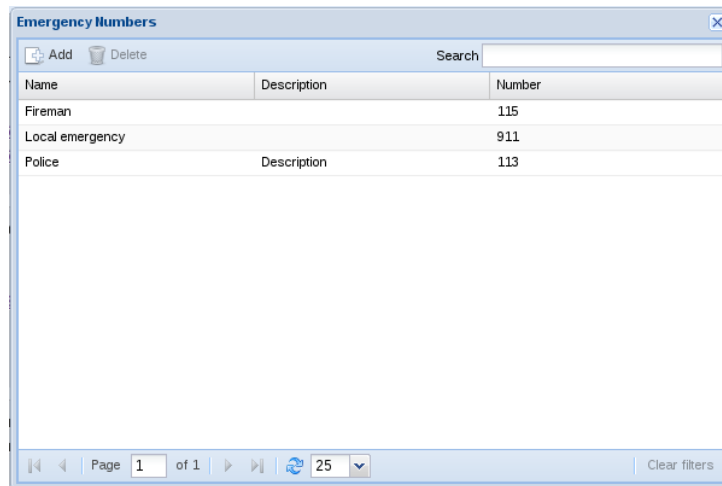 Emergency Numbers
Add Delete Search
Name Description Number
Fireman 115
Local emergency 911
Police Description 113
Page 1 of 1 25 Clear filters